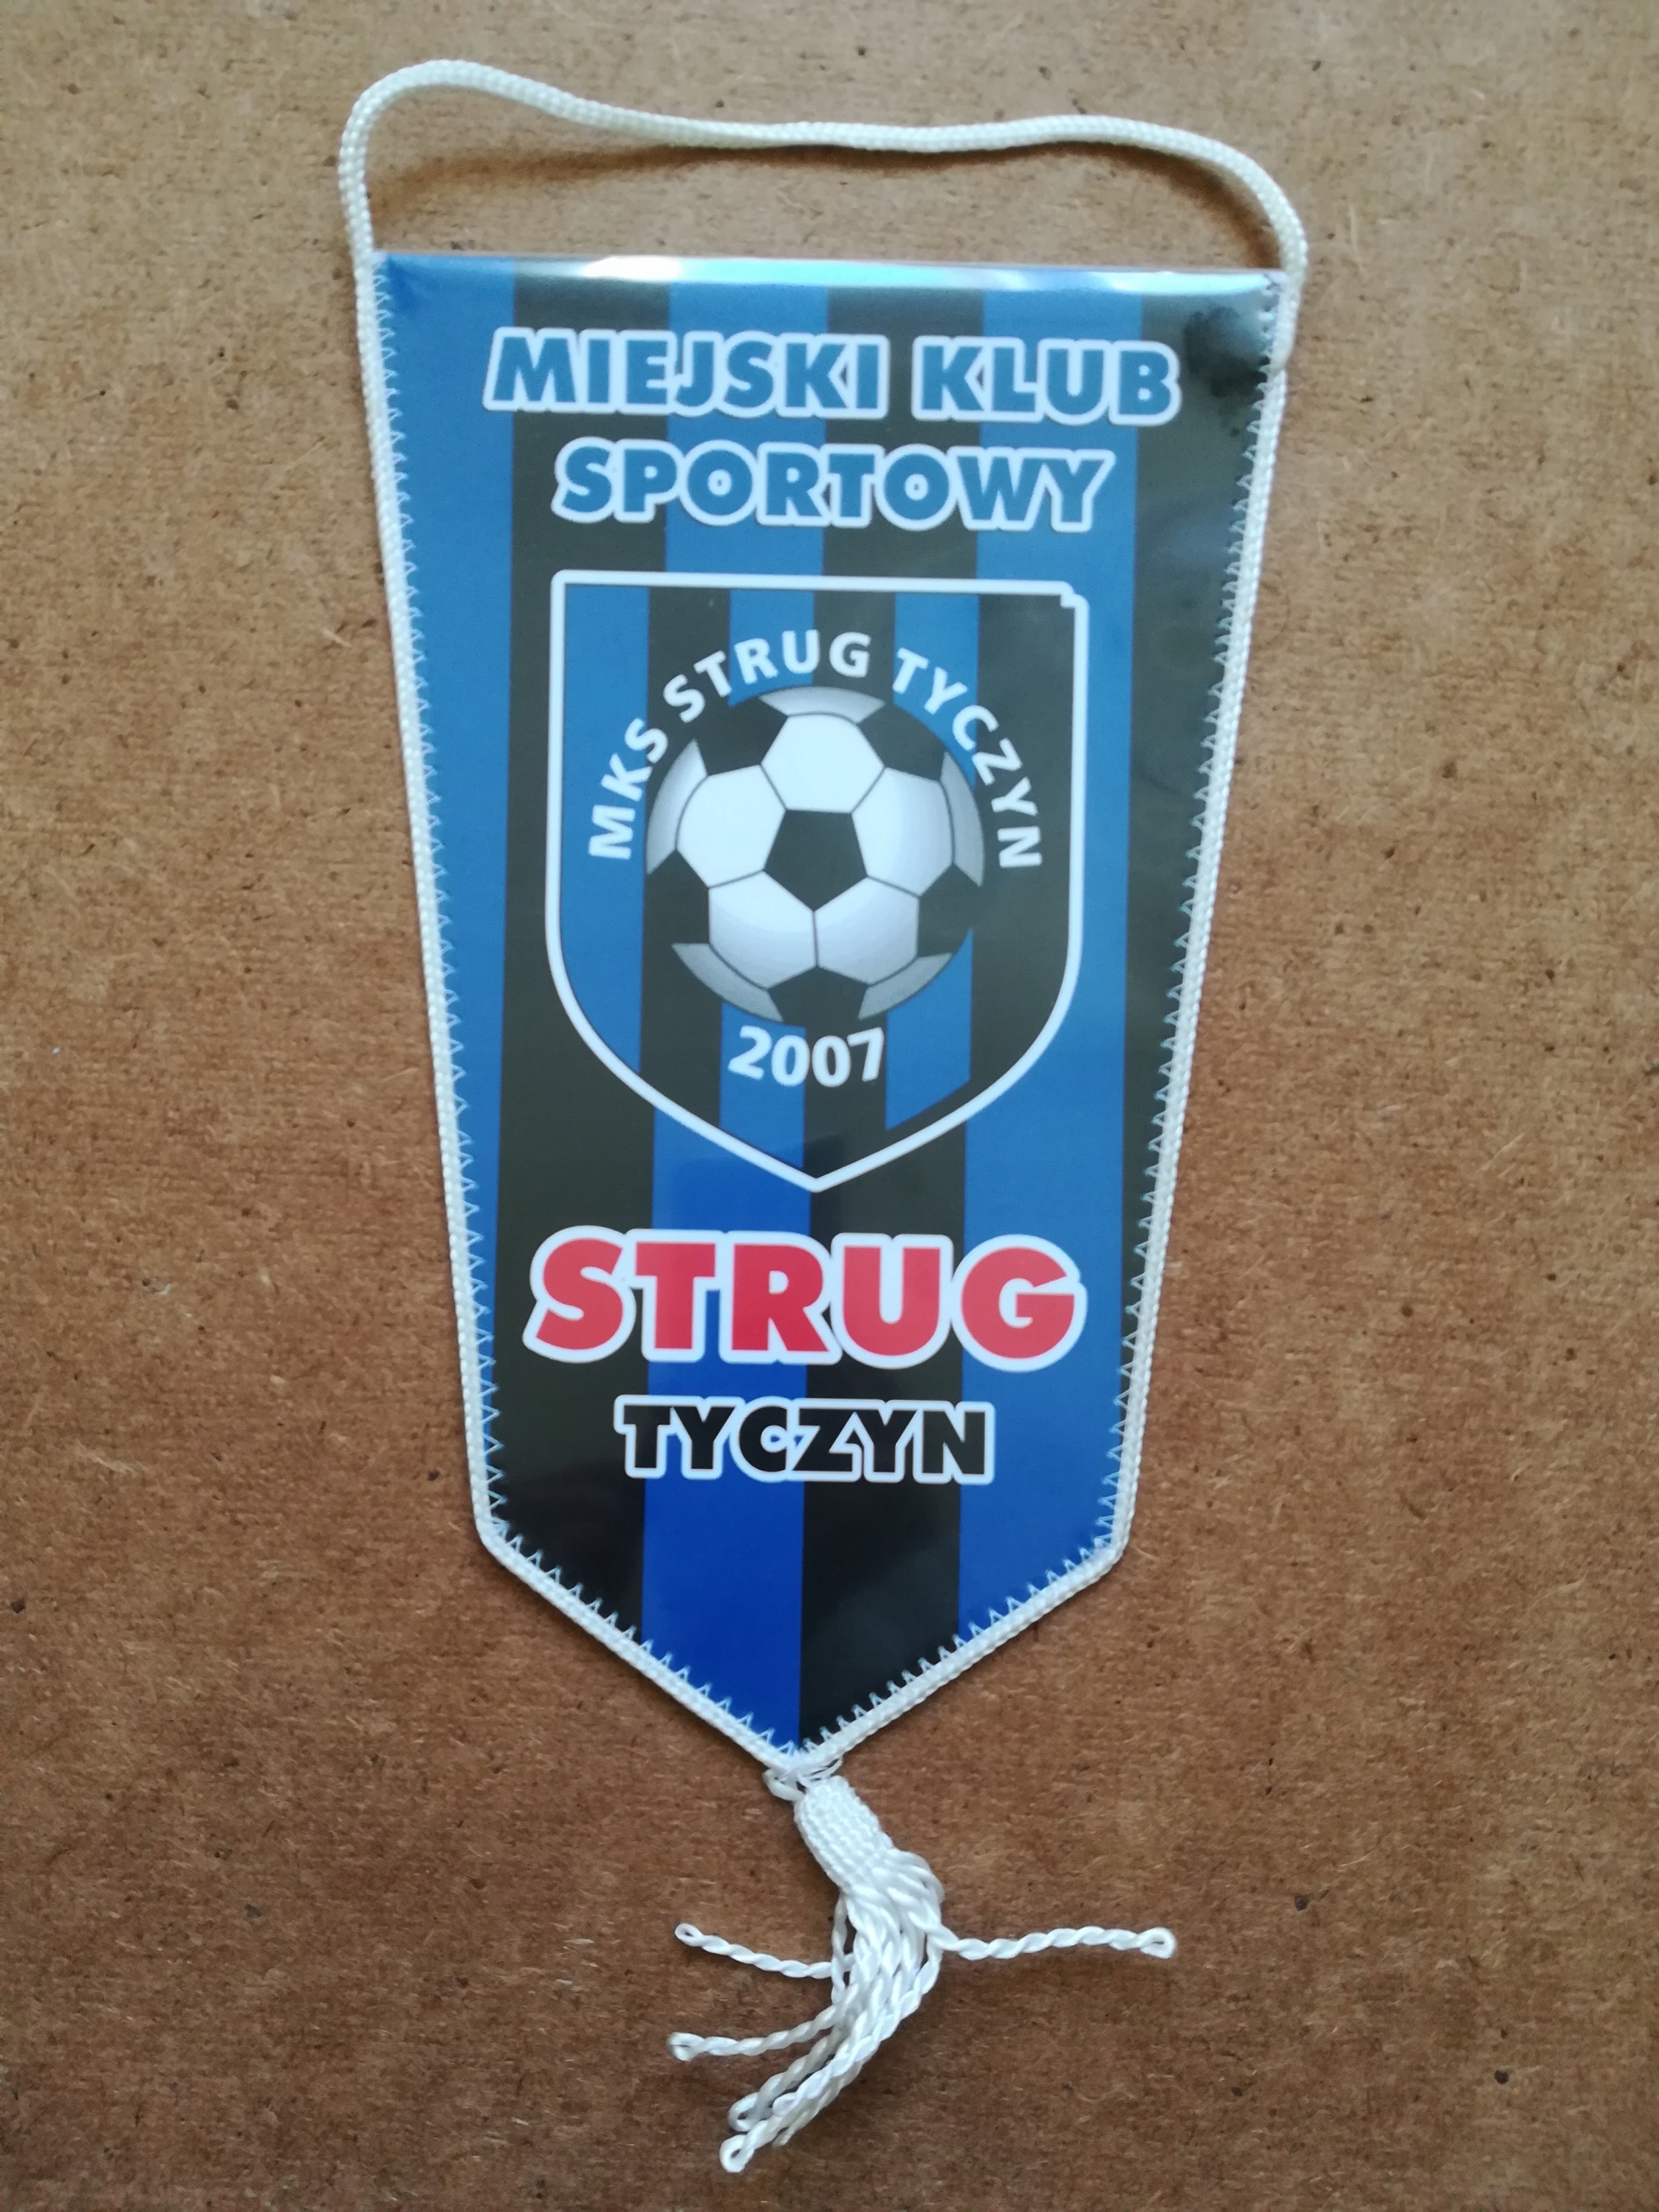 MIEJSKI KLUB
SPORTOWY
MKS STRUG TYCZYN
2007
STRUG
TYCZYN